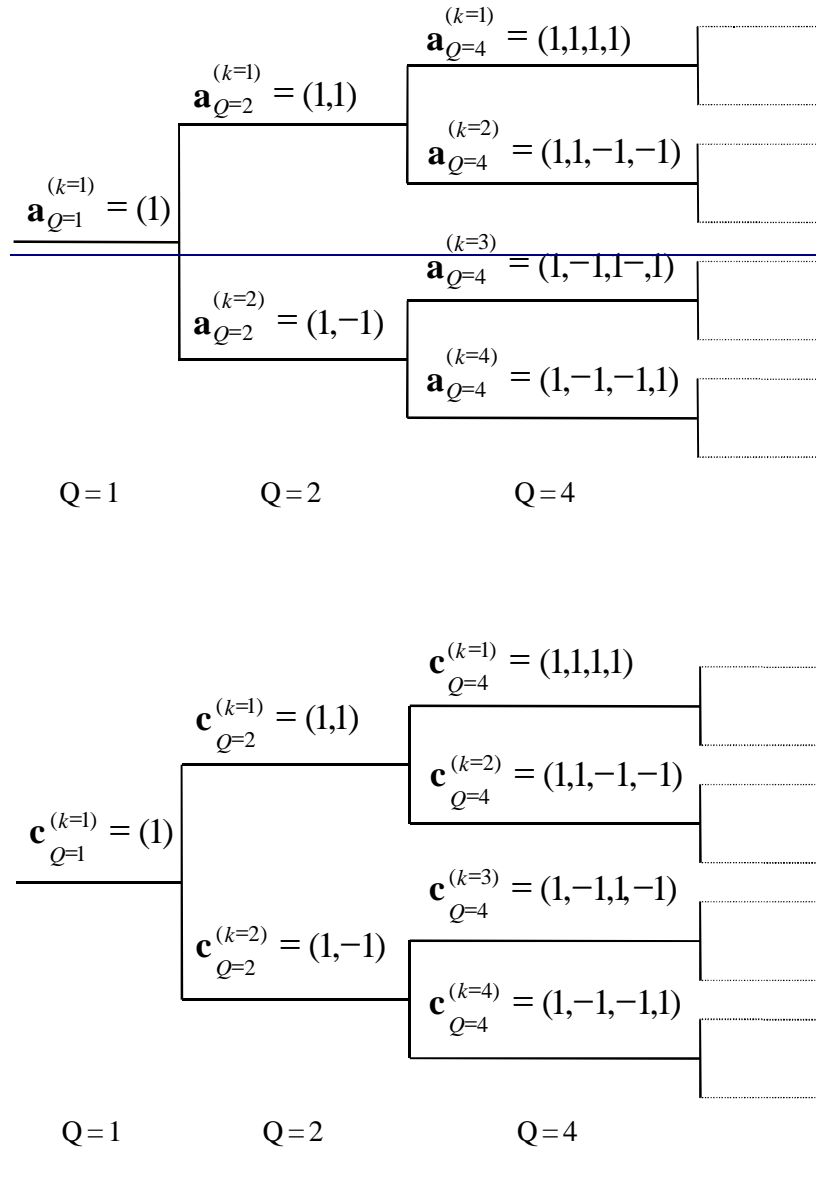 a_{Q=4}^{(k=1)} = (1,1,1,1)
a_{Q=2}^{(k=1)} = (1,1)
a_{Q=4}^{(k=2)} = (1,1,−1,−1)
a_{Q=1}^{(k=1)} = (1)
a_{Q=4}^{(k=3)} = (1,−1,1−,1)
a_{Q=2}^{(k=2)} = (1,−1)
a_{Q=4}^{(k=4)} = (1,−1,−1,1)
Q = 1 Q = 2 Q = 4
c_{Q=4}^{(k=1)} = (1,1,1,1)
c_{Q=2}^{(k=1)} = (1,1)
c_{Q=4}^{(k=2)} = (1,1,−1,−1)
c_{Q=1}^{(k=1)} = (1)
c_{Q=4}^{(k=3)} = (1,−1,1,−1)
c_{Q=2}^{(k=2)} = (1,−1)
c_{Q=4}^{(k=4)} = (1,−1,−1,1)
Q = 1 Q = 2 Q = 4